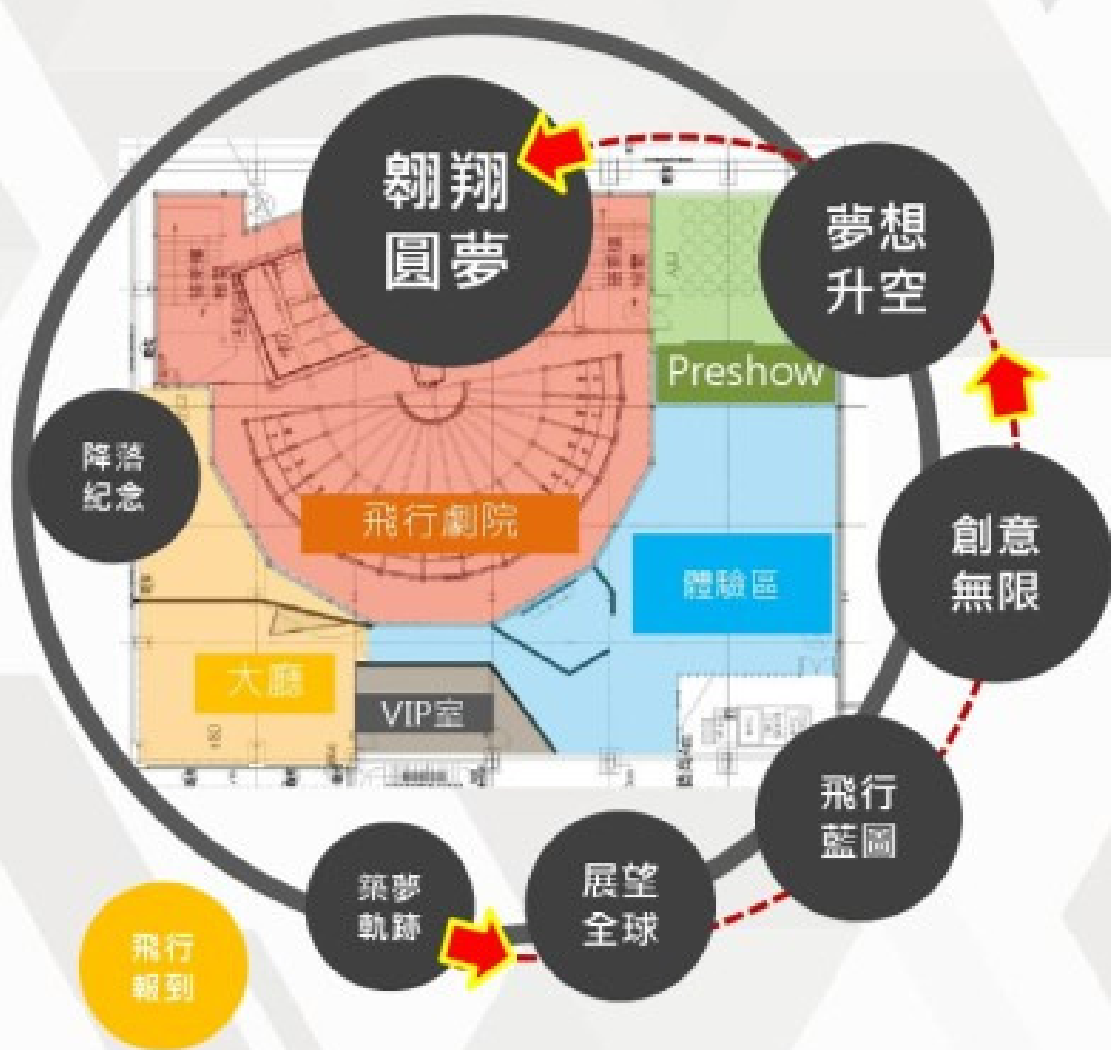 翱翔
圓夢
夢想
升空
Preshow
降落
紀念
飛行劇院
創意
無限
體驗區
大廳
VIP室
飛行
藍圖
築夢
軌跡
展望
全球
飛行
報到